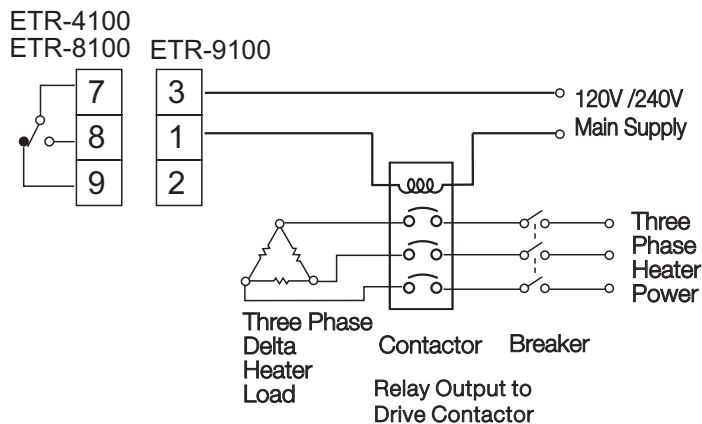 ETR-4100
ETR-8100
ETR-9100
7
3
8
1
9
2
120V /240V
Main Supply
Three
Phase
Heater
Power
Three Phase
Delta
Heater
Load
Contactor
Breaker
Relay Output to
Drive Contactor